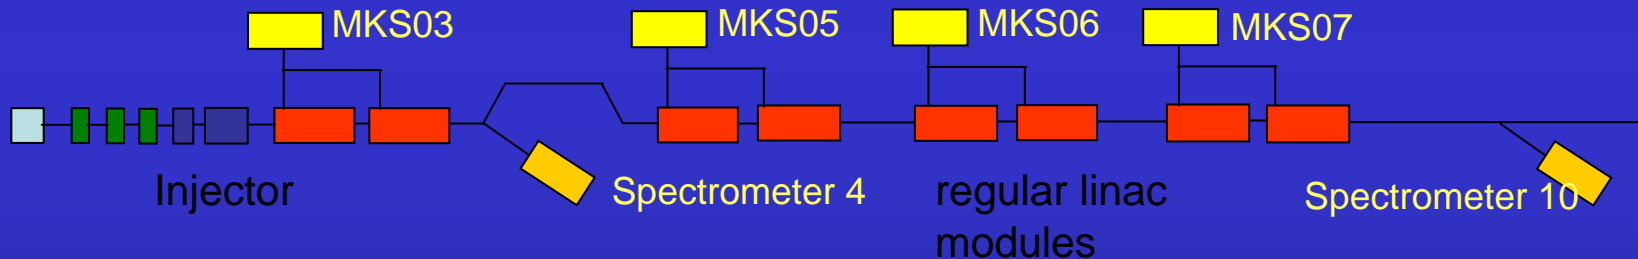 MKS03
MKS05
MKS06
MKS07
Injector
Spectrometer 4
regular linac
modules
Spectrometer 10